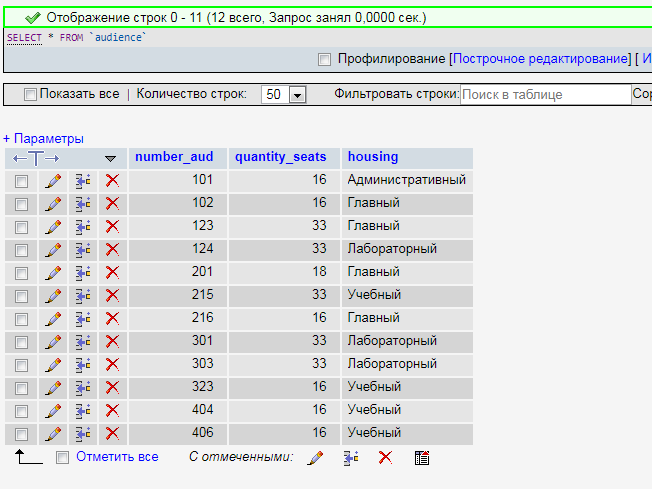 Отображение строк 0 - 11 (12 всего, Запрос занял 0,0000 сек.)
SELECT * FROM `audience`
Профилирование [Построчное редактирование] [ И
Показать все | Количество строк: 50 Фильтровать строки: Поиск в таблице Сор
+ Параметры
number_aud quantity_seats housing
101 16 Административный
102 16 Главный
123 33 Главный
124 33 Лабораторный
201 18 Главный
215 33 Учебный
216 16 Главный
301 33 Лабораторный
303 33 Лабораторный
323 16 Учебный
404 16 Учебный
406 16 Учебный
Отметить все С отмеченными: